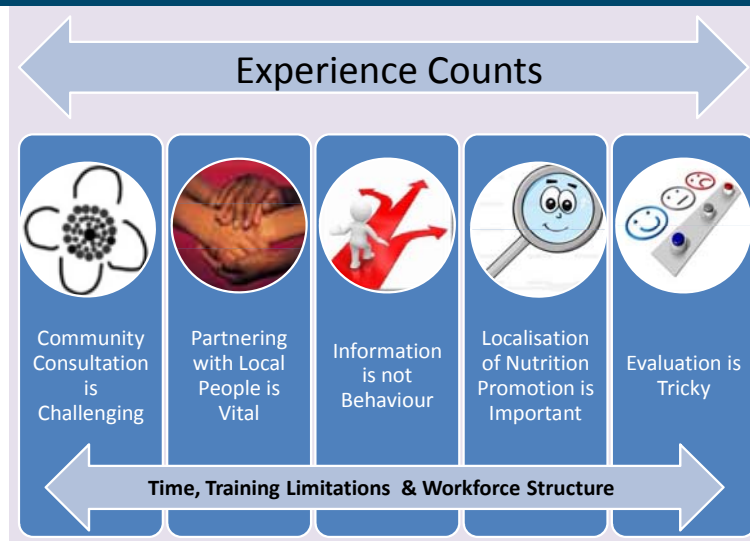 Experience Counts
Community
Consultation
is
Challenging
Partnering
with Local
People is
Vital
Information
is not
Behaviour
Localisation
of Nutrition
Promotion is
Important
Evaluation is
Tricky
Time, Training Limitations & Workforce Structure